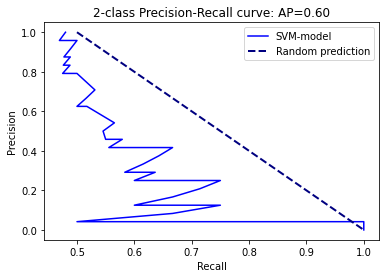 2-class Precision-Recall curve: AP=0.60
SVM-model
Random prediction
Precision
1.0
0.8
0.6
0.4
0.2
0.0
0.5 0.6 0.7 0.8 0.9 1.0
Recall